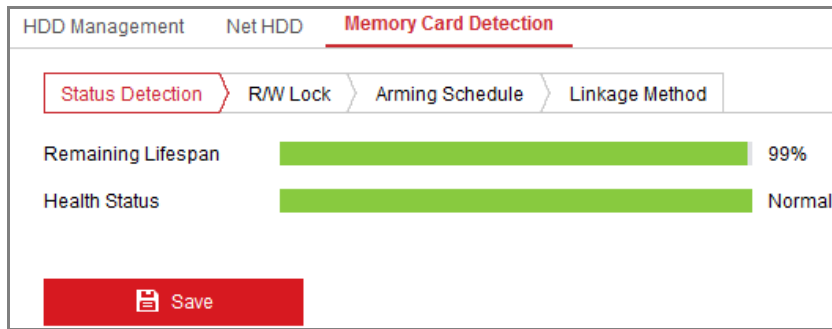 HDD Management Net HDD Memory Card Detection
Status Detection R/W Lock Arming Schedule Linkage Method
Remaining Lifespan 99%
Health Status Normal
Save